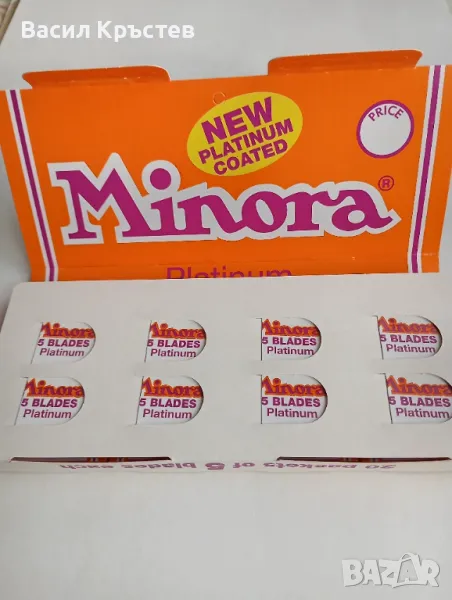 Васил Кръстев
NEW
PLATINUM
COATED
PRICE
Minora®
Platinum
Minora
5 BLADES
Platinum
Minora
5 BLADES
Platinum
Minora
5 BLADES
Platinum
Minora
5 BLADES
Platinum
Minora
5 BLADES
Platinum
Minora
5 BLADES
Platinum
Minora
5 BLADES
Platinum
Minora
5 BLADES
Platinum
20 packets of 5 blades each
BAZAR